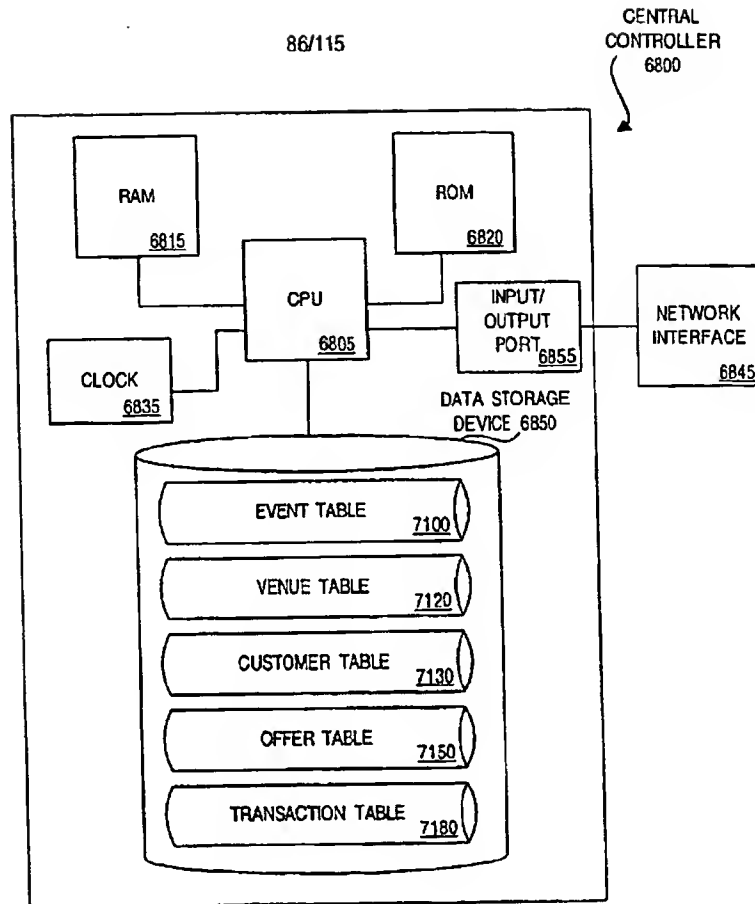 86/115
CENTRAL
CONTROLLER
6800
RAM
6815
ROM
6820
CPU
6805
INPUT/
OUTPUT
PORT
6855
NETWORK
INTERFACE
6845
CLOCK
6835
DATA STORAGE
DEVICE 6850
EVENT TABLE
7100
VENUE TABLE
7120
CUSTOMER TABLE
7130
OFFER TABLE
7150
TRANSACTION TABLE
7180